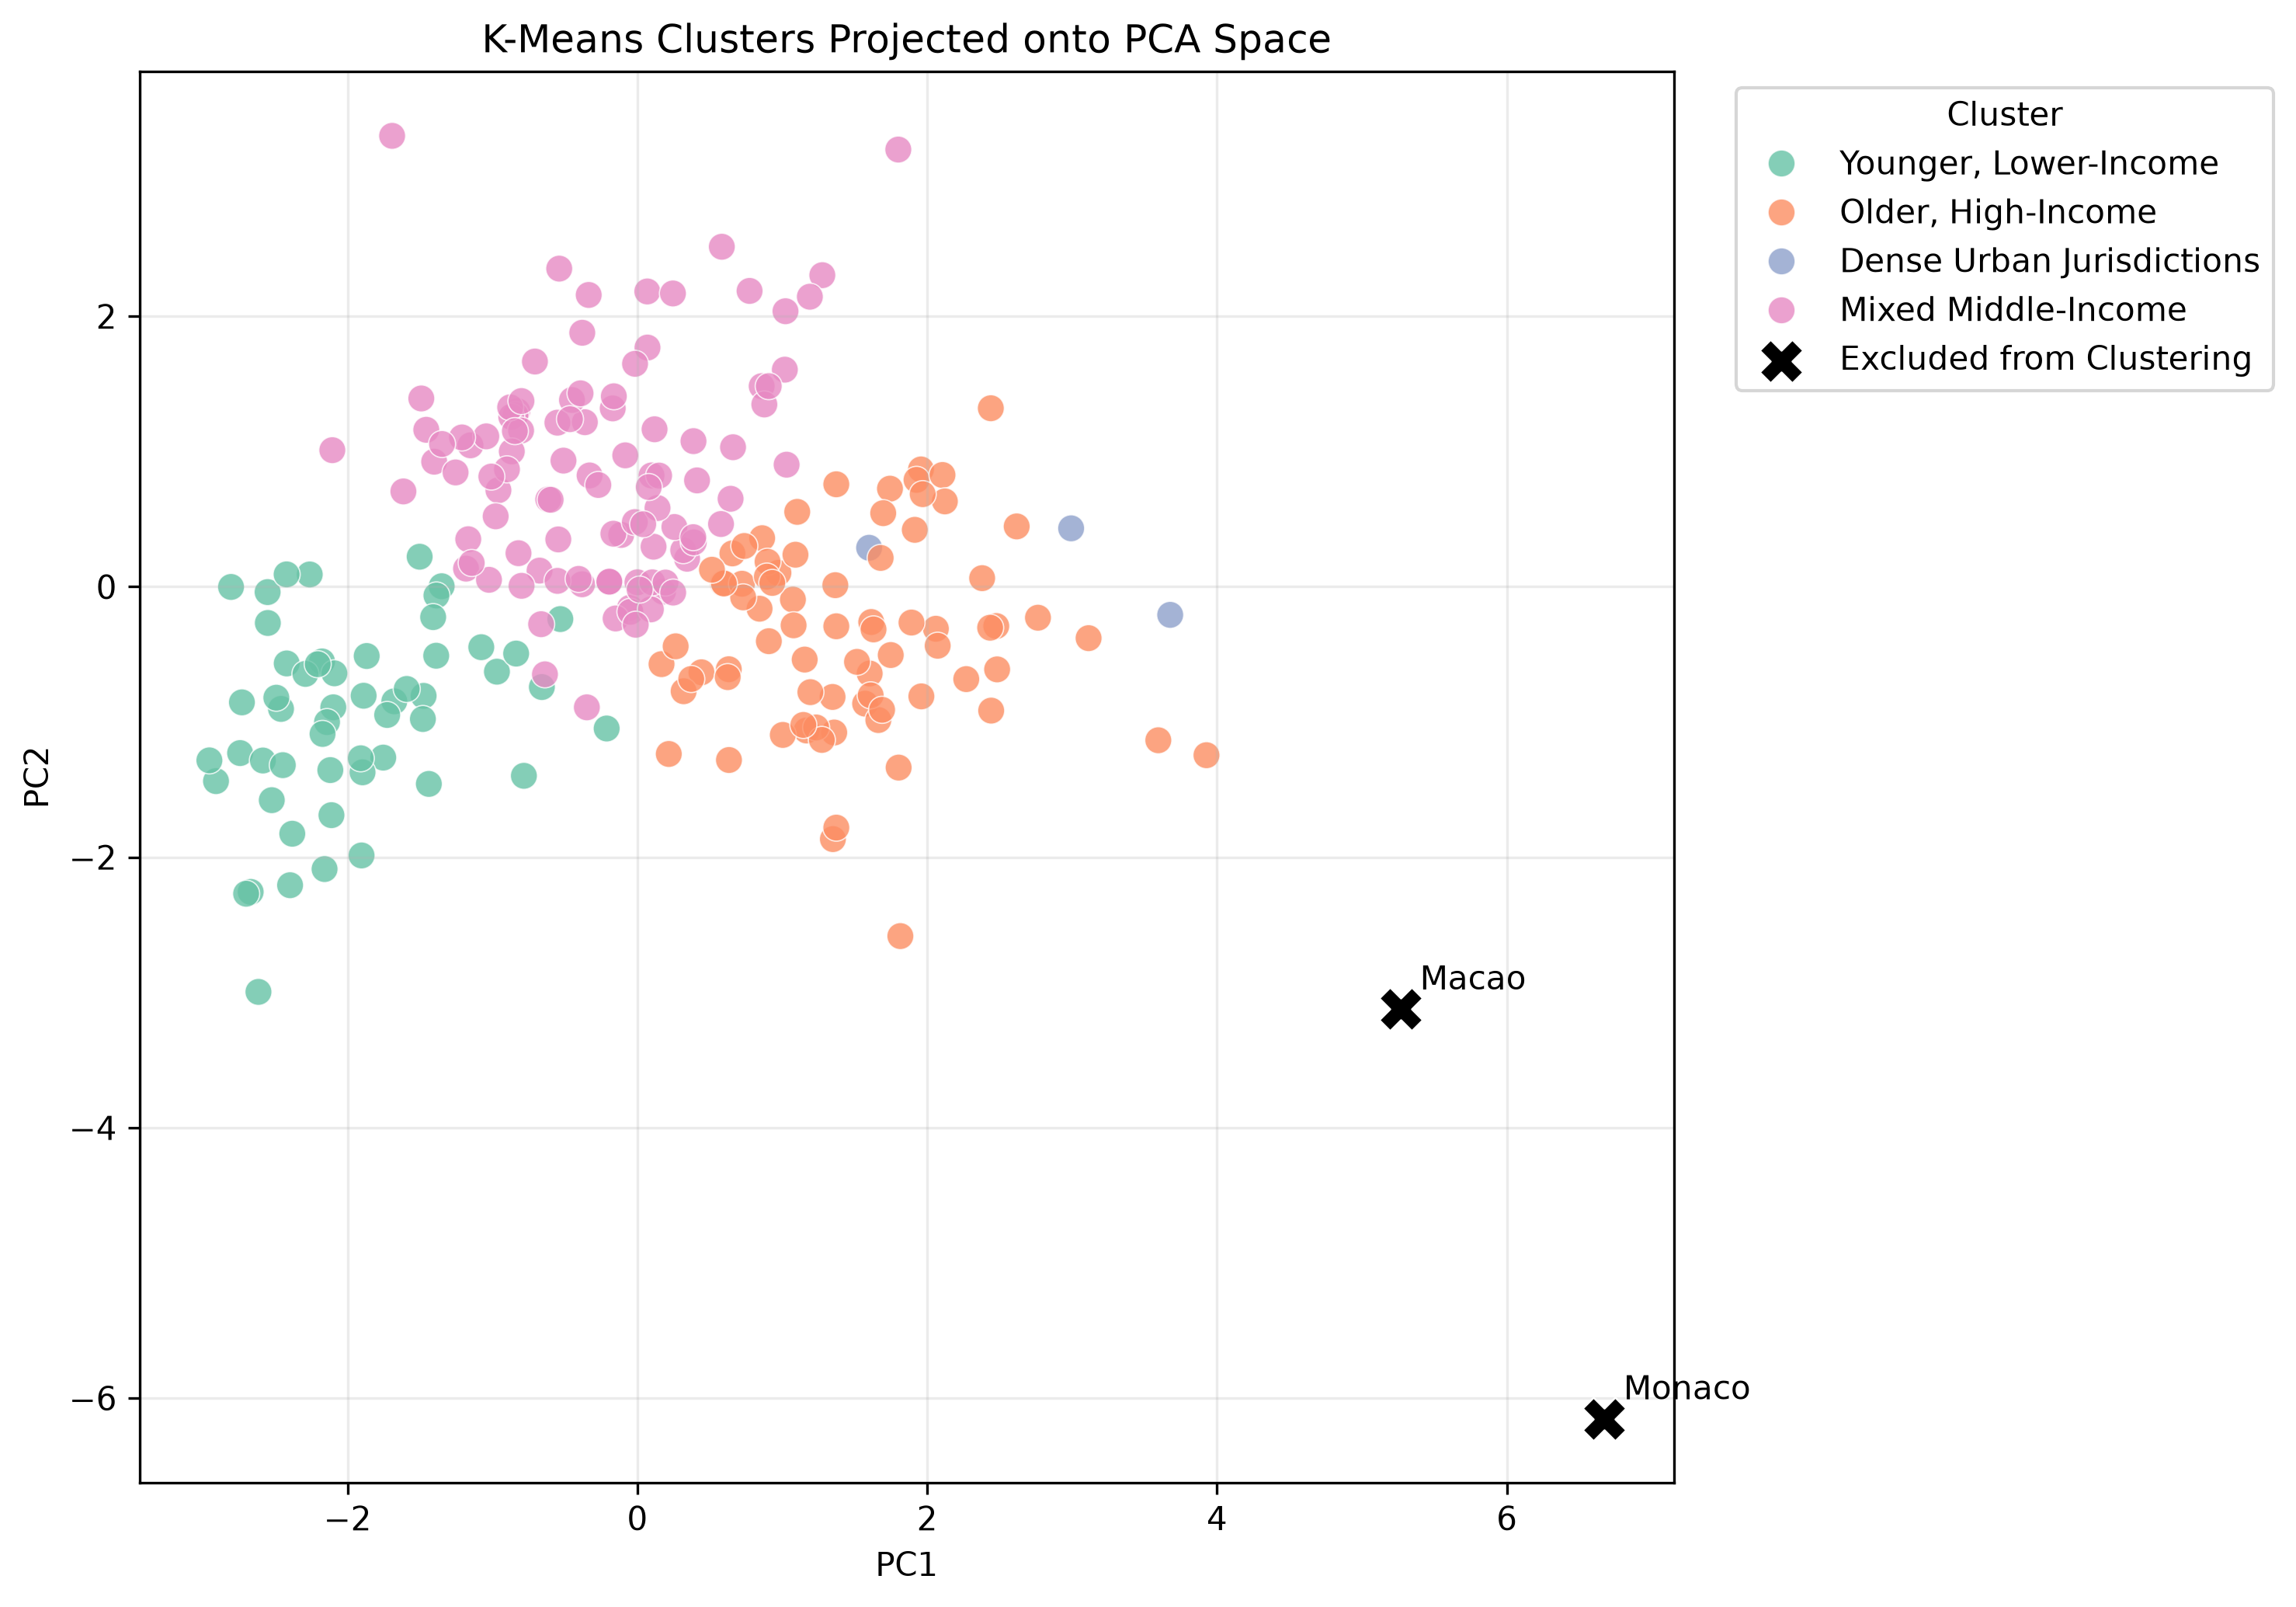 K-Means Clusters Projected onto PCA Space
Cluster
Younger, Lower-Income
Older, High-Income
Dense Urban Jurisdictions
Mixed Middle-Income
Excluded from Clustering
2
0
−2
−4
−6
PC2
Macao
Monaco
−2
0
2
4
6
PC1